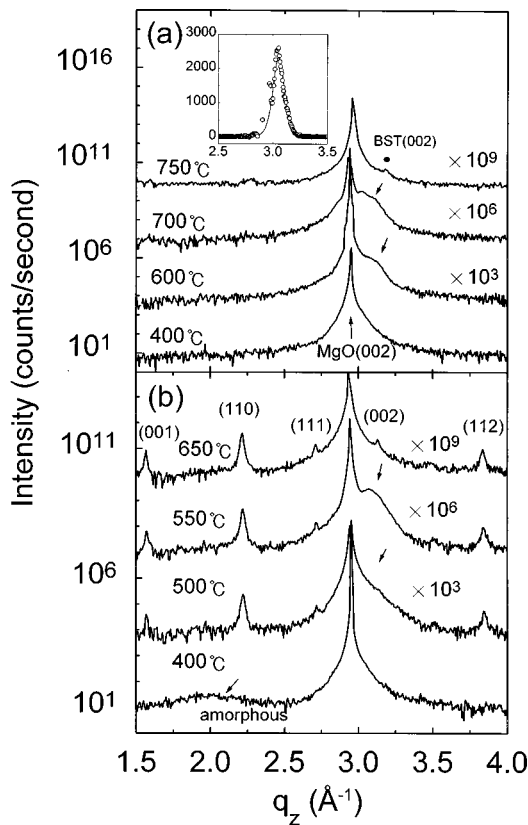 (a)
3000
2000
1000
0
2.5 3.0 3.5
10¹⁶
10¹¹
10⁶
10¹
BST(002)
750℃ × 10⁹
700℃ × 10⁶
600℃ × 10³
400℃
MgO(002)
Intensity (counts/second)
(b)
(001) (110) (111) (002) (112)
10¹¹
10⁶
10¹
650℃ × 10⁹
550℃ × 10⁶
500℃ × 10³
400℃
amorphous
1.5 2.0 2.5 3.0 3.5 4.0
q_z (Å⁻¹)